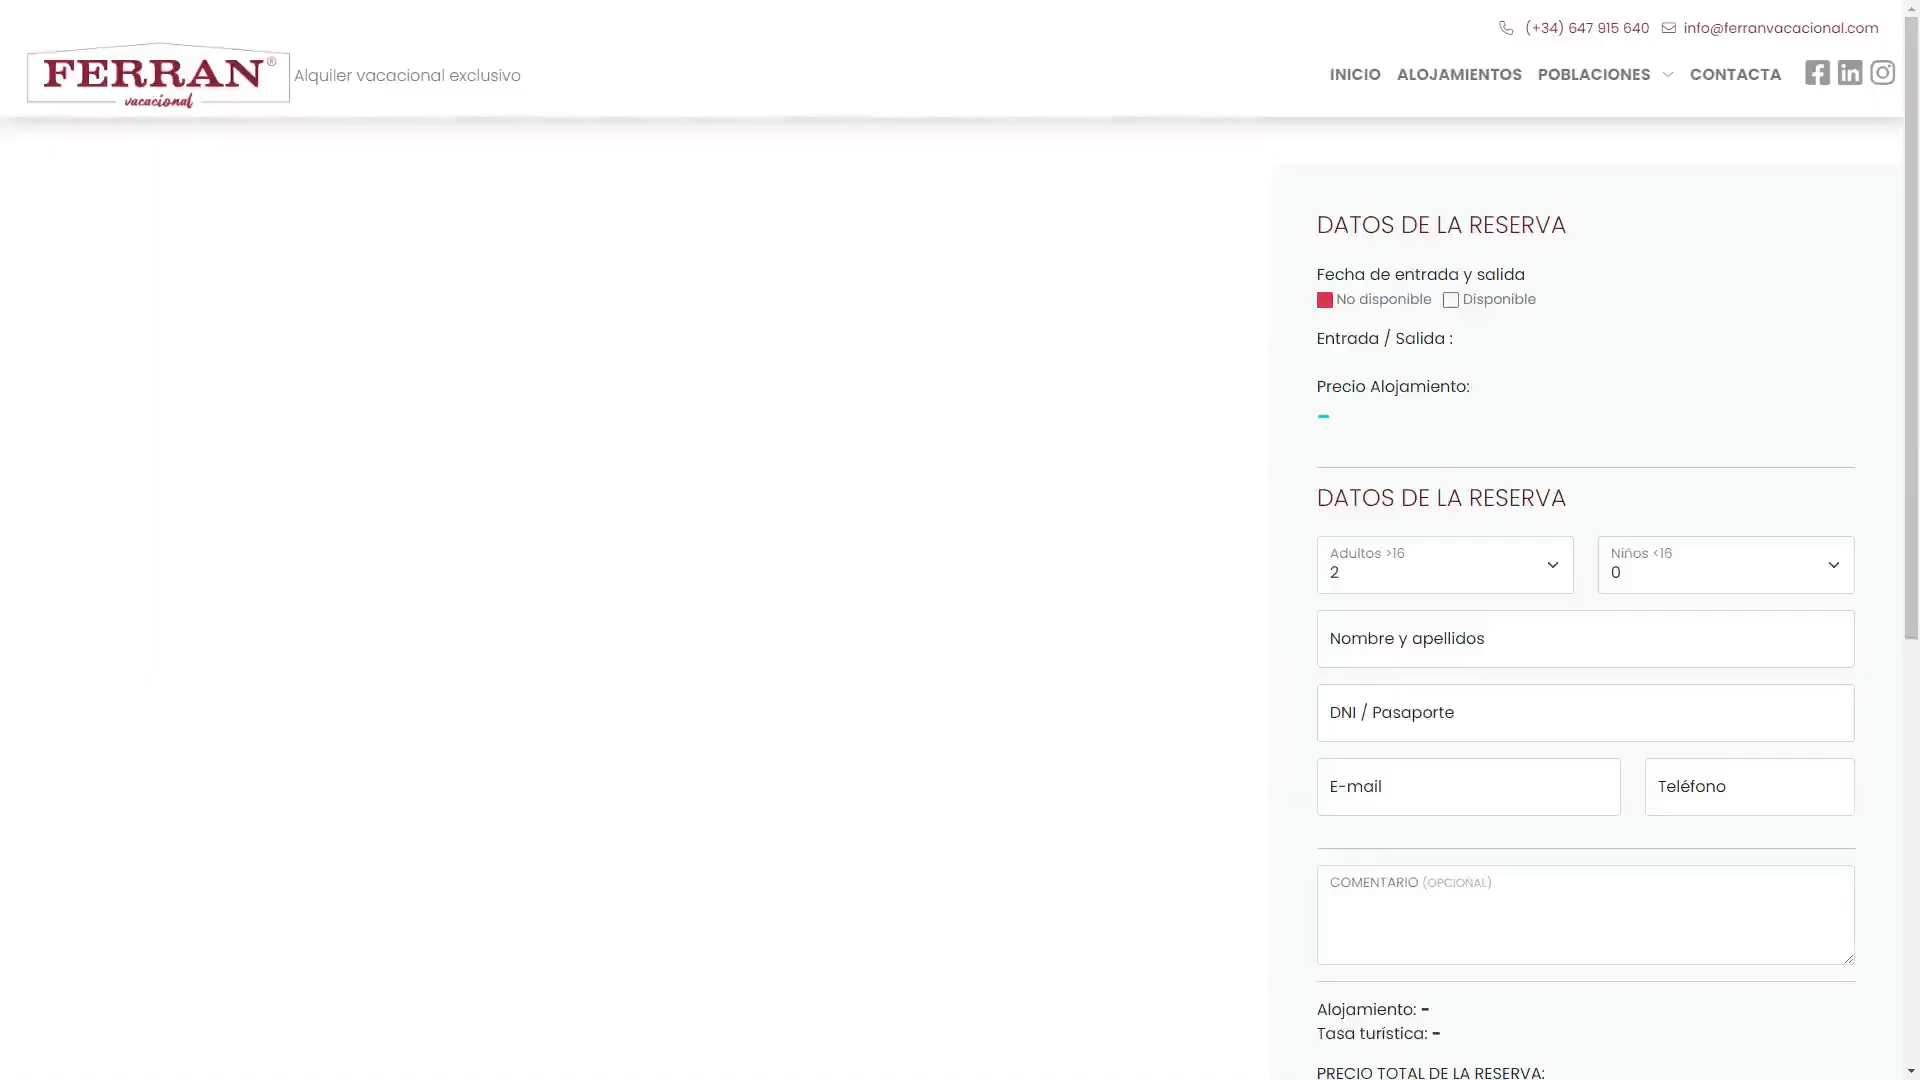 (+34) 647 915 640 info@ferranvacacional.com
FERRAN®
vacacional
Alquiler vacacional exclusivo
INICIO ALOJAMIENTOS POBLACIONES CONTACTA
DATOS DE LA RESERVA
Fecha de entrada y salida
No disponible Disponible
Entrada / Salida :
Precio Alojamiento:
-
DATOS DE LA RESERVA
Adultos >16
2
Niños <16
0
Nombre y apellidos
DNI / Pasaporte
E-mail Teléfono
COMENTARIO (OPCIONAL)
Alojamiento: -
Tasa turística: -
PRECIO TOTAL DE LA RESERVA: